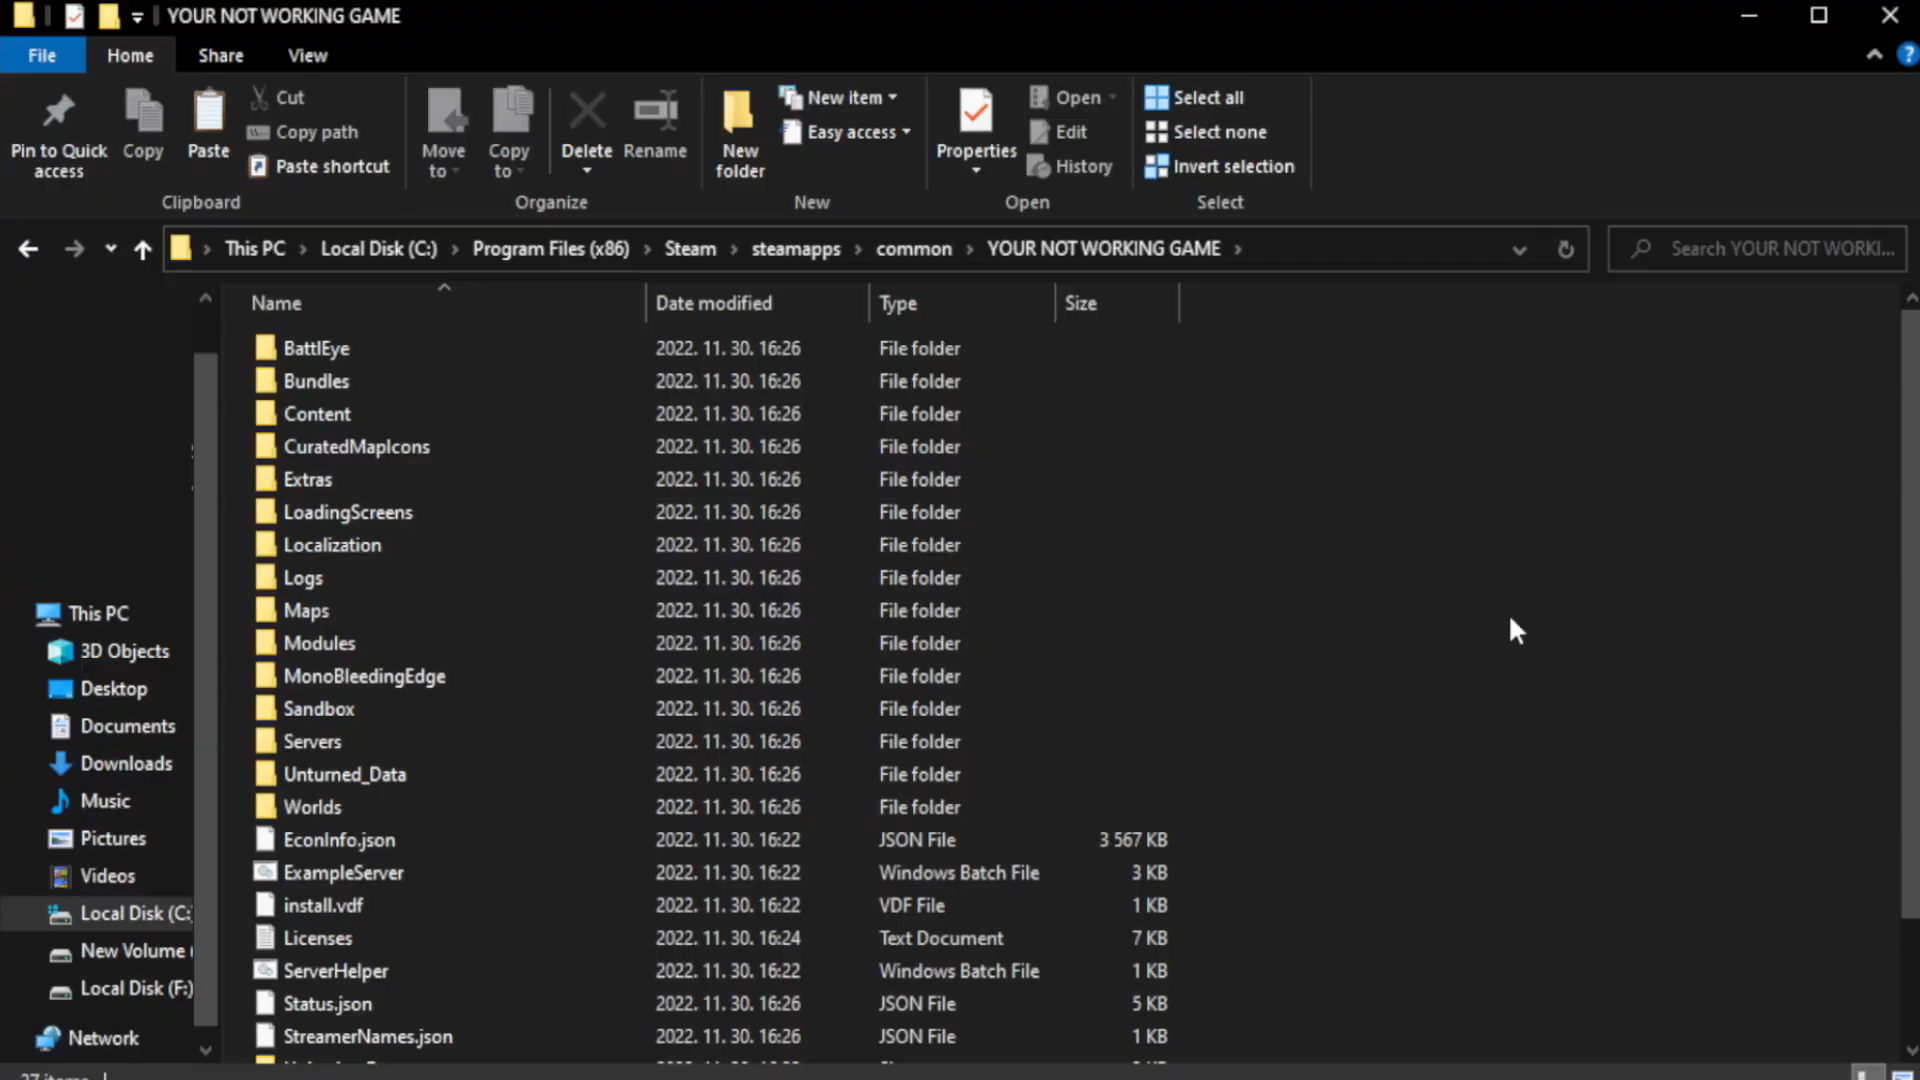 YOUR NOT WORKING GAME
File Home Share View
Pin to Quick access
Copy
Paste
Cut
Copy path
Paste shortcut
Clipboard
Move to
Copy to
Delete
Rename
Organize
New folder
New item
Easy access
New
Properties
Open
Edit
History
Open
Select all
Select none
Invert selection
Select
This PC > Local Disk (C:) > Program Files (x86) > Steam > steamapps > common > YOUR NOT WORKING GAME >
Search YOUR NOT WORKI...
Name Date modified Type Size
BattlEye 2022. 11. 30. 16:26 File folder
Bundles 2022. 11. 30. 16:26 File folder
Content 2022. 11. 30. 16:26 File folder
CuratedMapIcons 2022. 11. 30. 16:26 File folder
Extras 2022. 11. 30. 16:26 File folder
LoadingScreens 2022. 11. 30. 16:26 File folder
Localization 2022. 11. 30. 16:26 File folder
Logs 2022. 11. 30. 16:26 File folder
Maps 2022. 11. 30. 16:26 File folder
Modules 2022. 11. 30. 16:26 File folder
MonoBleedingEdge 2022. 11. 30. 16:26 File folder
Sandbox 2022. 11. 30. 16:26 File folder
Servers 2022. 11. 30. 16:26 File folder
Unturned_Data 2022. 11. 30. 16:26 File folder
Worlds 2022. 11. 30. 16:26 File folder
EconInfo.json 2022. 11. 30. 16:22 JSON File 3 567 KB
ExampleServer 2022. 11. 30. 16:22 Windows Batch File 3 KB
install.vdf 2022. 11. 30. 16:22 VDF File 1 KB
Licenses 2022. 11. 30. 16:24 Text Document 7 KB
ServerHelper 2022. 11. 30. 16:22 Windows Batch File 1 KB
Status.json 2022. 11. 30. 16:26 JSON File 5 KB
StreamerNames.json 2022. 11. 30. 16:26 JSON File 1 KB
This PC
3D Objects
Desktop
Documents
Downloads
Music
Pictures
Videos
Local Disk (C:)
New Volume (
Local Disk (F:)
Network